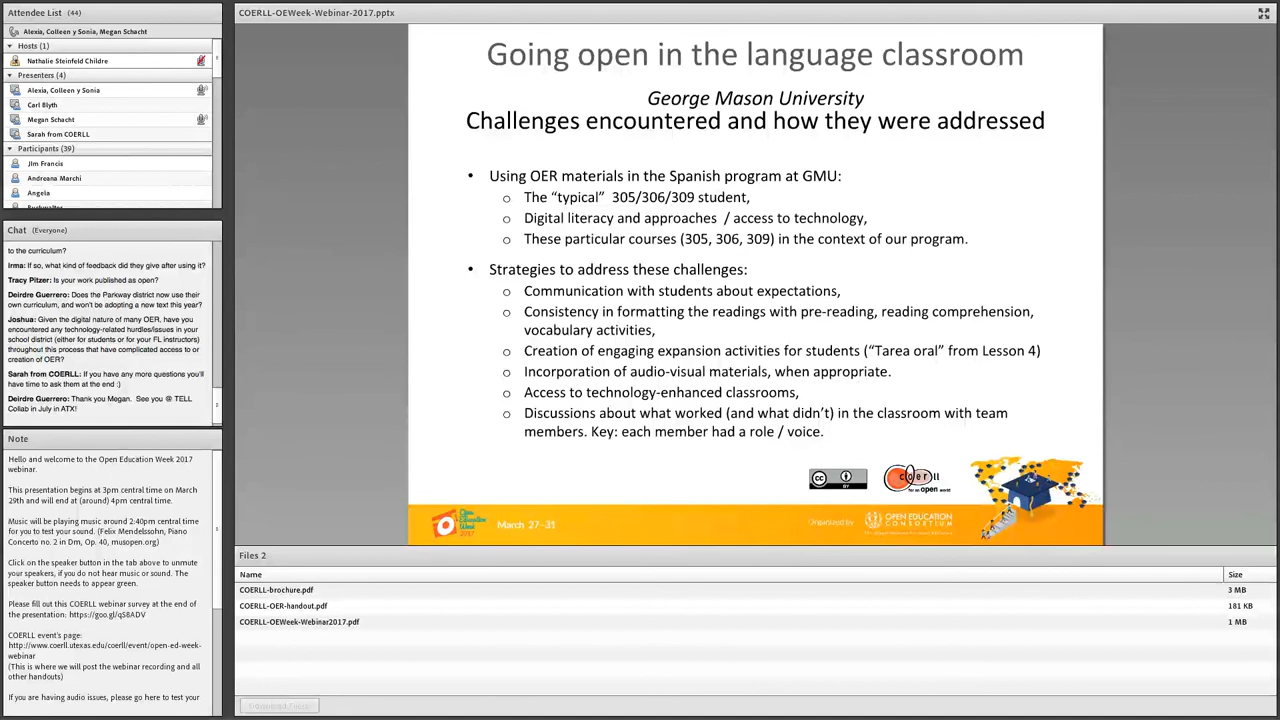 Attendee List (44)
Alexia, Colleen y Sonia, Megan Schacht
Hosts (1)
Nathalie Steinfeld Childre
Presenters (4)
Alexia, Colleen y Sonia
Carl Blyth
Megan Schacht
Sarah from COERLL
Participants (39)
Jim Francis
Andreana Marchi
Angela
Chat (Everyone)
to the curriculum?
Irma: If so, what kind of feedback did they give after using it?
Tracy Pitzer: Is your work published as open?
Deirdre Guerrero: Does the Parkway district now use their
own curriculum, and won't be adopting a new text this year?
Joshua: Given the digital nature of many OER, have you
encountered any technology-related hurdles/issues in your
school district (either for students or for your FL instructors)
throughout this process that have complicated access to or
creation of OER?
Sarah from COERLL: If you have any more questions you'll
have time to ask them at the end :)
Deirdre Guerrero: Thank you Megan. See you @ TELL
Collab in July in ATX!
Note
Hello and welcome to the Open Education Week 2017
webinar.
This presentation begins at 3pm central time on March
29th and will end at (around) 4pm central time.
Music will be playing music around 2:40pm central time
for you to test your sound. (Felix Mendelssohn, Piano
Concerto no. 2 in Dm, Op. 40, musopen.org)
Click on the speaker button in the tab above to unmute
your speakers, if you do not hear music or sound. The
speaker button needs to appear green.
Please fill out this COERLL webinar survey at the end of
the presentation: https://goo.gl/qS8ADV
COERLL event's page:
http://www.coerll.utexas.edu/coerll/event/open-ed-week-
webinar
(This is where we will post the webinar recording and all
other handouts)
If you are having audio issues, please go here to test your
COERLL-OEWeek-Webinar-2017.pptx
Going open in the language classroom
George Mason University
Challenges encountered and how they were addressed
• Using OER materials in the Spanish program at GMU:
o The “typical” 305/306/309 student,
o Digital literacy and approaches / access to technology,
o These particular courses (305, 306, 309) in the context of our program.
• Strategies to address these challenges:
o Communication with students about expectations,
o Consistency in formatting the readings with pre-reading, reading comprehension,
vocabulary activities,
o Creation of engaging expansion activities for students (“Tarea oral” from Lesson 4)
o Incorporation of audio-visual materials, when appropriate.
o Access to technology-enhanced classrooms,
o Discussions about what worked (and what didn’t) in the classroom with team
members. Key: each member had a role / voice.
cc BY
coerll
for an open world
Open Education Week 2017
March 27-31
Organized by
OPEN EDUCATION
CONSORTIUM
Files 2
Name Size
COERLL-brochure.pdf 3 MB
COERLL-OER-handout.pdf 181 KB
COERLL-OEWeek-Webinar2017.pdf 1 MB